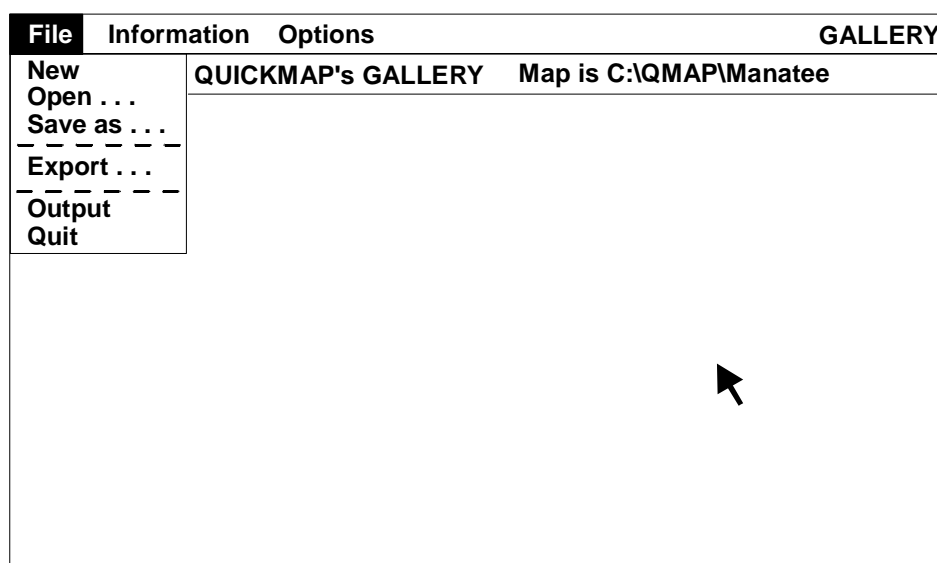 File Information Options GALLERY
New
QUICKMAP's GALLERY Map is C:\QMAP\Manatee
Open . . .
Save as . . .
Export . . .
Output
Quit